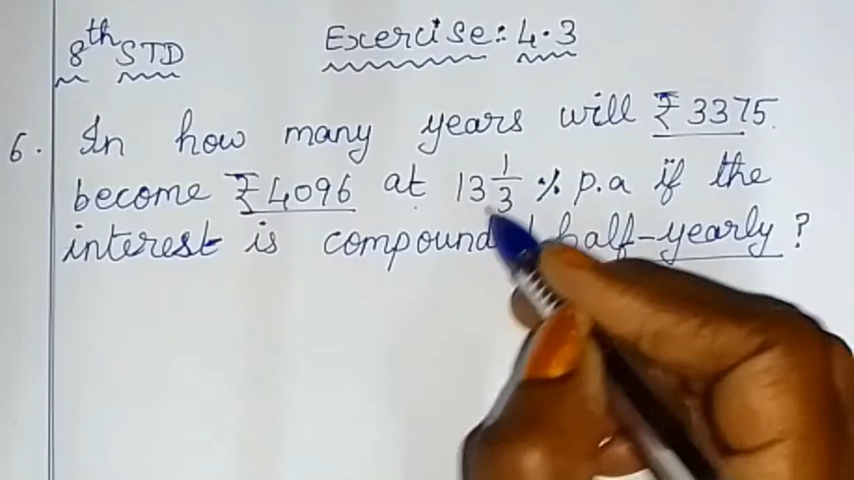 8th STD
Exercise: 4.3
6. In how many years will ₹3375
become ₹4096 at 13 1/3 % p.a if the
interest is compound half-yearly ?